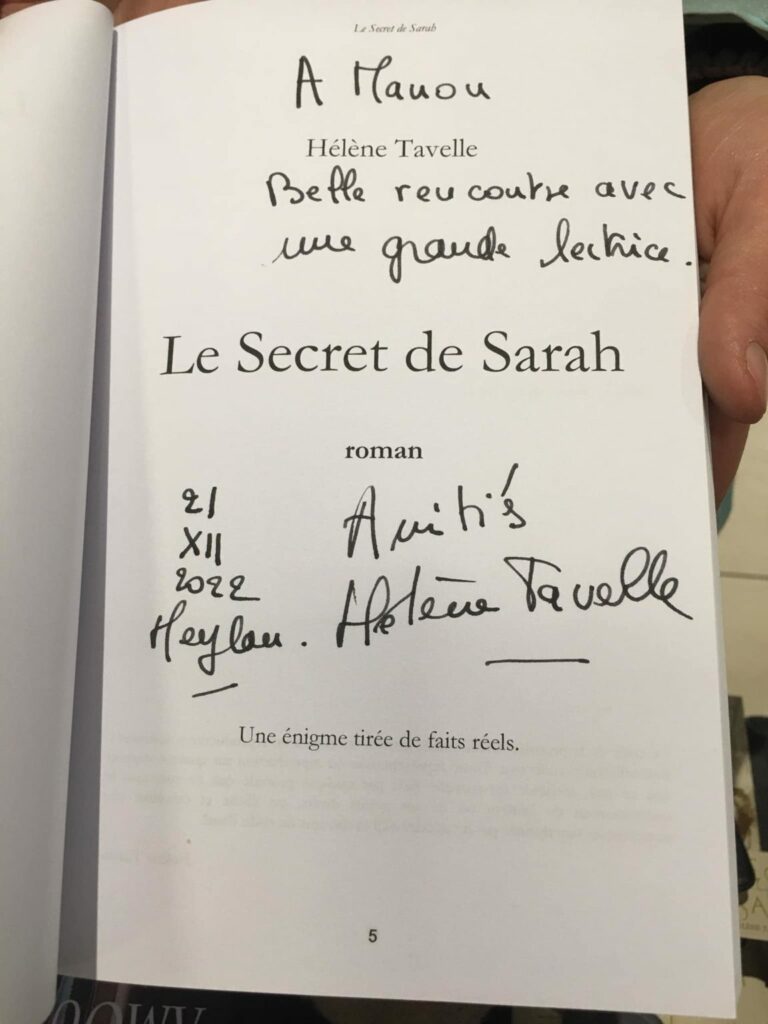 Le Secret de Sarah
A Manon
Hélène Tavelle
Belle rencontre avec
une grande lectrice.
Le Secret de Sarah
roman
21
XII
2022
Meylan.
Amitiés
Hélène Tavelle
Une énigme tirée de faits réels.
5